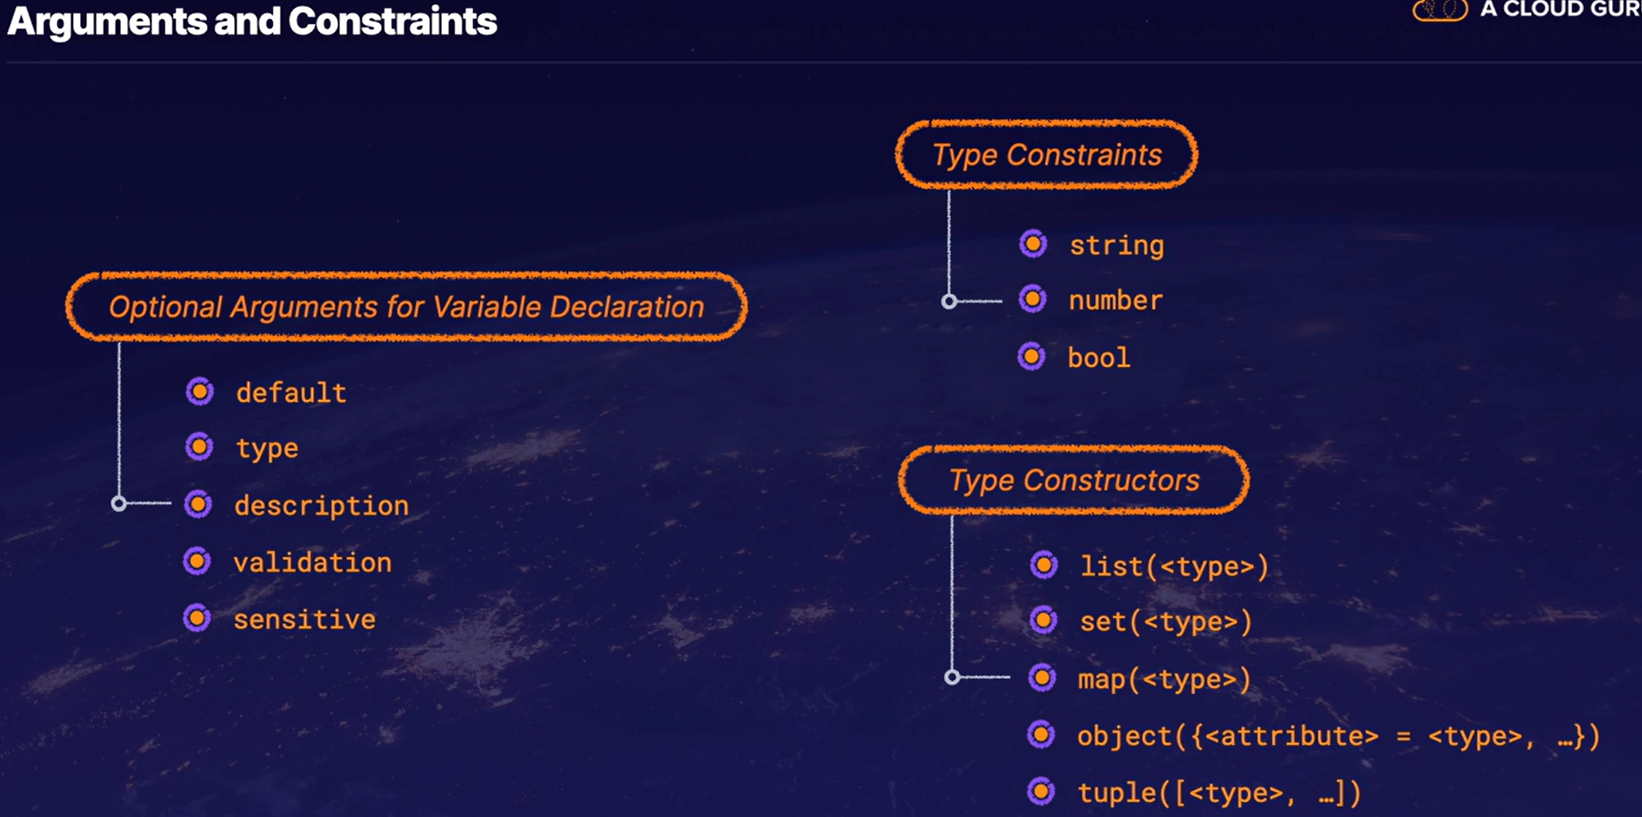 Arguments and Constraints
A CLOUD GUR
Optional Arguments for Variable Declaration
default
type
description
validation
sensitive
Type Constraints
string
number
bool
Type Constructors
list(<type>)
set(<type>)
map(<type>)
object({<attribute> = <type>, …})
tuple([<type>, …])